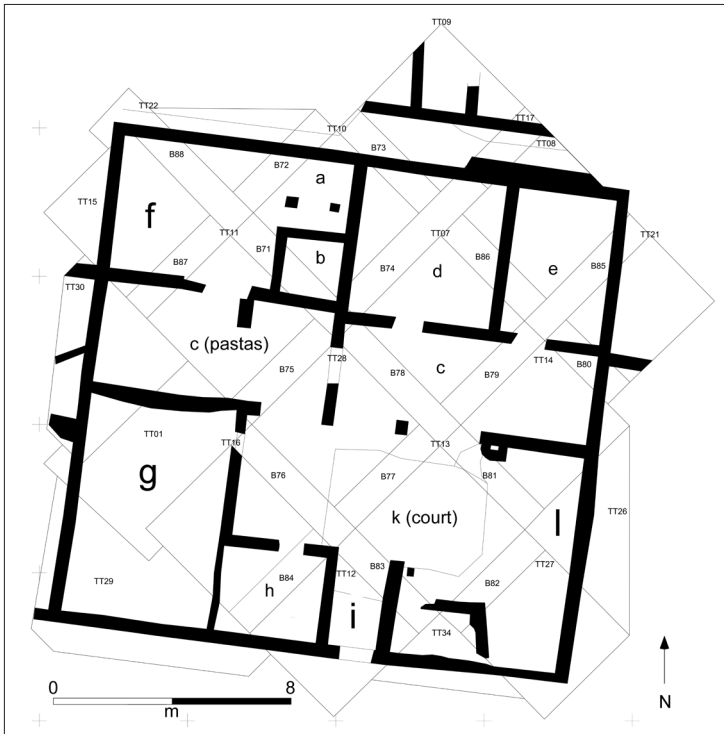 TT09
TT22
TT17
TT10
TT08
B88
B73
B72
a
TT15
f
TT11
TT07
TT21
B71
B86
b
B87
B74
d
e
B85
TT30
c (pastas)
TT28
TT14
B80
B75
B78
c
B79
TT01
TT16
TT13
g
B76
B77
B81
k (court)
l
TT26
B83
TT27
TT29
B84
TT12
B82
h
i
TT34
0
8
m
N